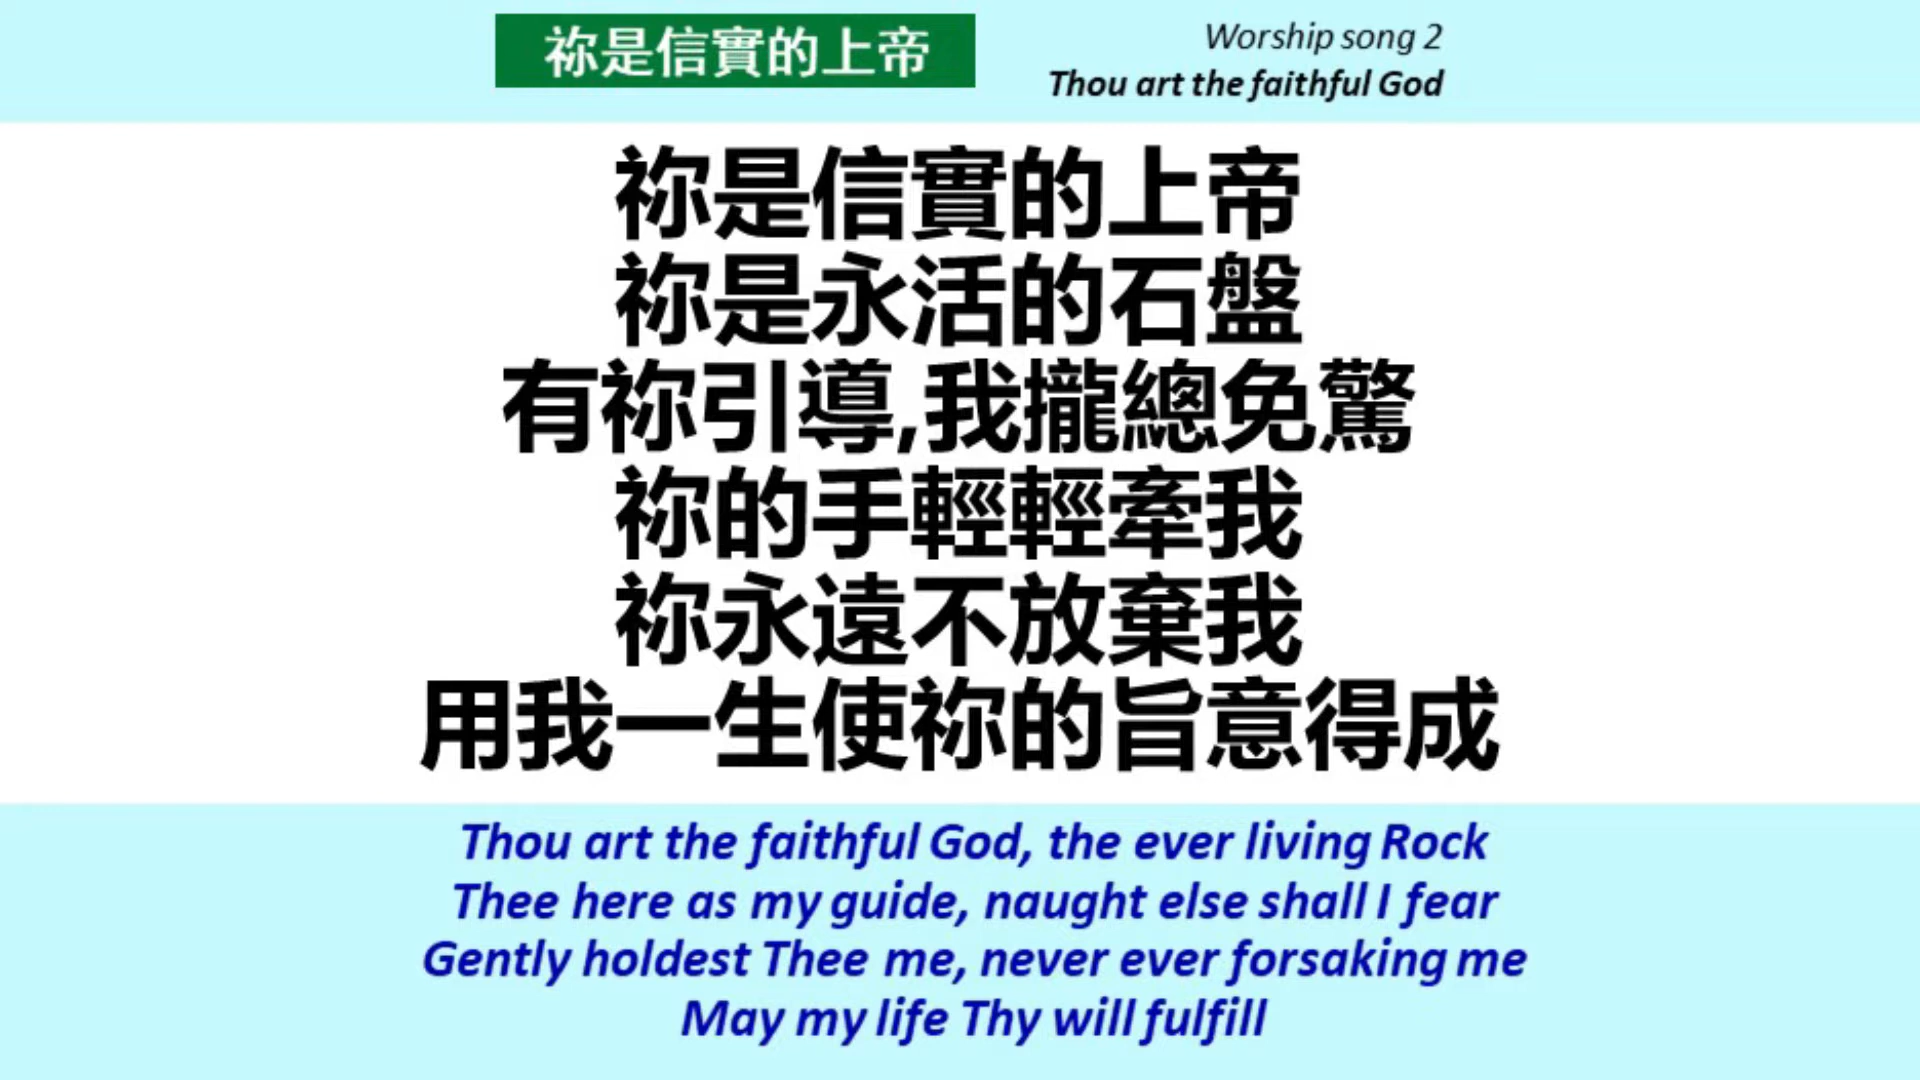 祢是信實的上帝
Worship song 2
Thou art the faithful God
祢是信實的上帝
祢是永活的石盤
有祢引導,我攏總免驚
祢的手輕輕牽我
祢永遠不放棄我
用我一生使祢的旨意得成
Thou art the faithful God, the ever living Rock
Thee here as my guide, naught else shall I fear
Gently holdest Thee me, never ever forsaking me
May my life Thy will fulfill